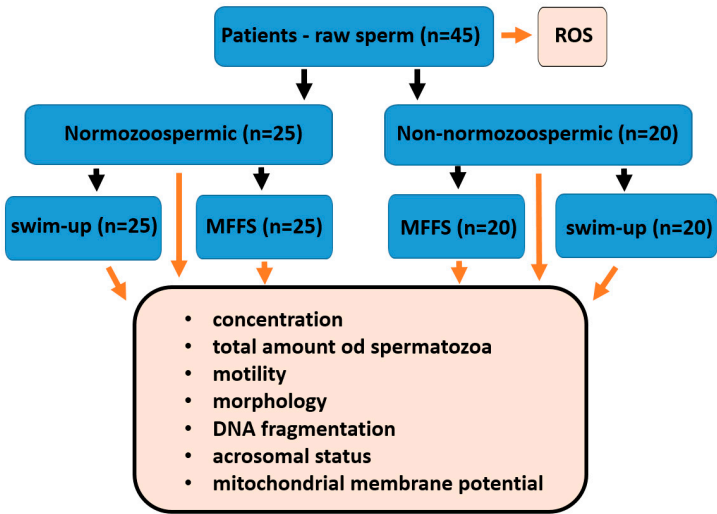 Patients - raw sperm (n=45)
ROS
Normozoospermic (n=25)
Non-normozoospermic (n=20)
swim-up (n=25)
MFFS (n=25)
MFFS (n=20)
swim-up (n=20)
• concentration
• total amount od spermatozoa
• motility
• morphology
• DNA fragmentation
• acrosomal status
• mitochondrial membrane potential